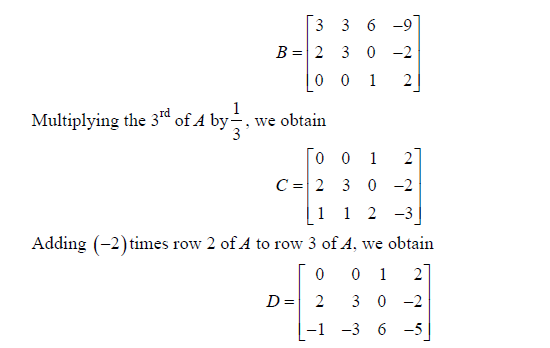 B = [3 3 6 -9
2 3 0 -2
0 0 1 2]
Multiplying the 3rd of A by 1/3, we obtain
C = [0 0 1 2
2 3 0 -2
1 1 2 -3]
Adding (-2) times row 2 of A to row 3 of A, we obtain
D = [0 0 1 2
2 3 0 -2
-1 -3 6 -5]